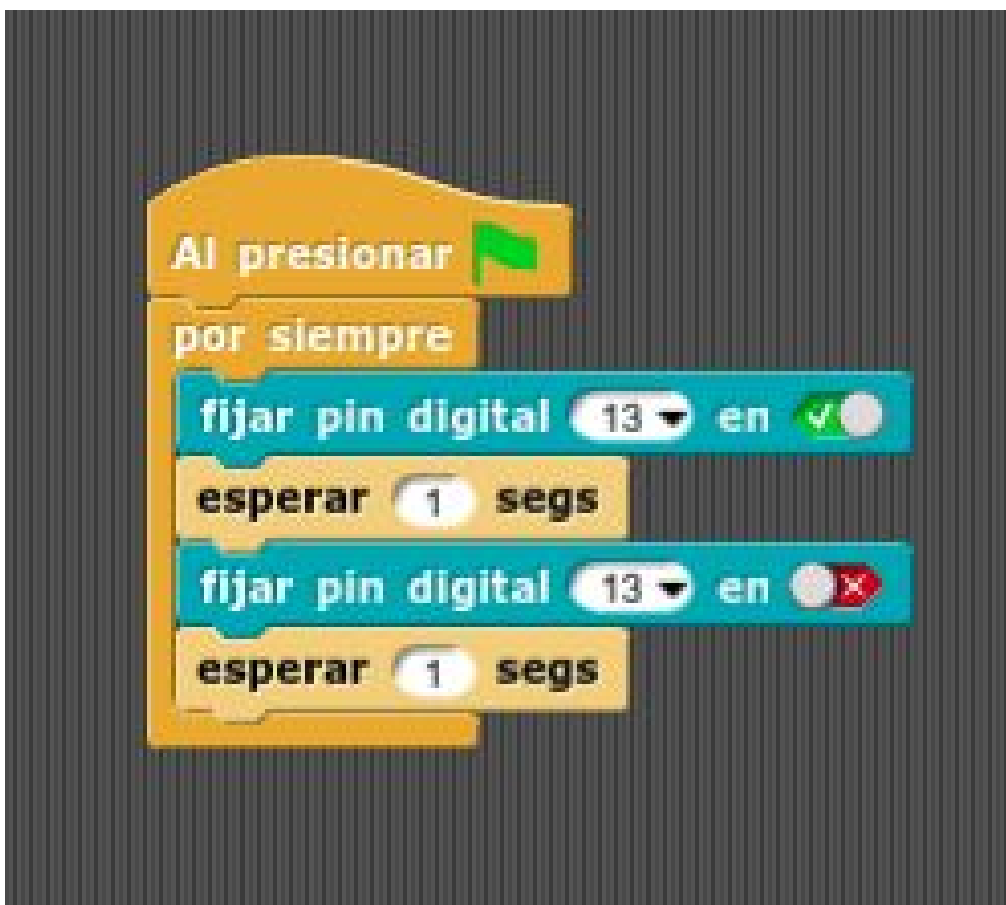 Al presionar
por siempre
fijar pin digital 13 en
esperar 1 segs
fijar pin digital 13 en
esperar 1 segs